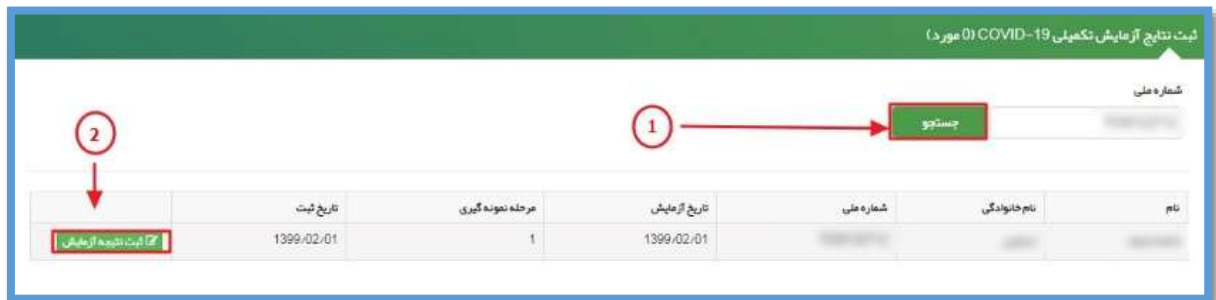 ثبت نتایج آزمایش تکمیلی COVID-19 (0 مورد)
شماره ملی
جستجو
1
2
نام نام خانوادگی شماره ملی تاریخ آزمایش مرحله نمونه گیری تاریخ ثبت
1399/02/01 1 1399/02/01 ثبت نتیجه آزمایش